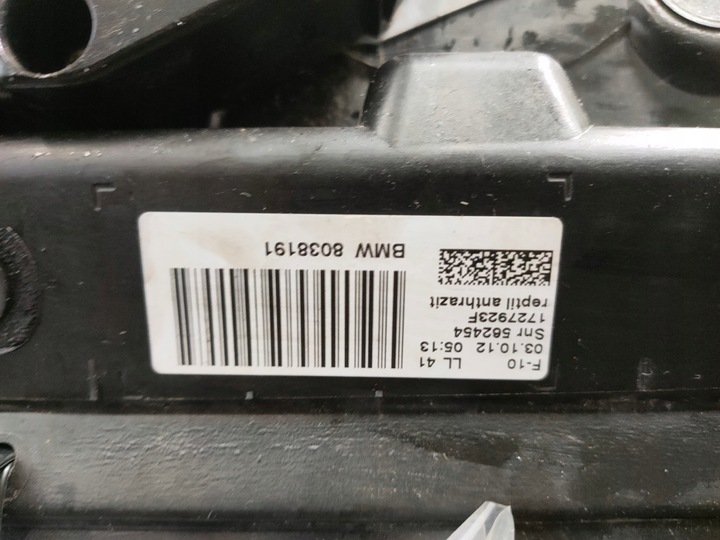 F-10 LL 41
03.10.12 05:13
Snr 562454
1727923F
reptil anthrazit
BMW 8038191